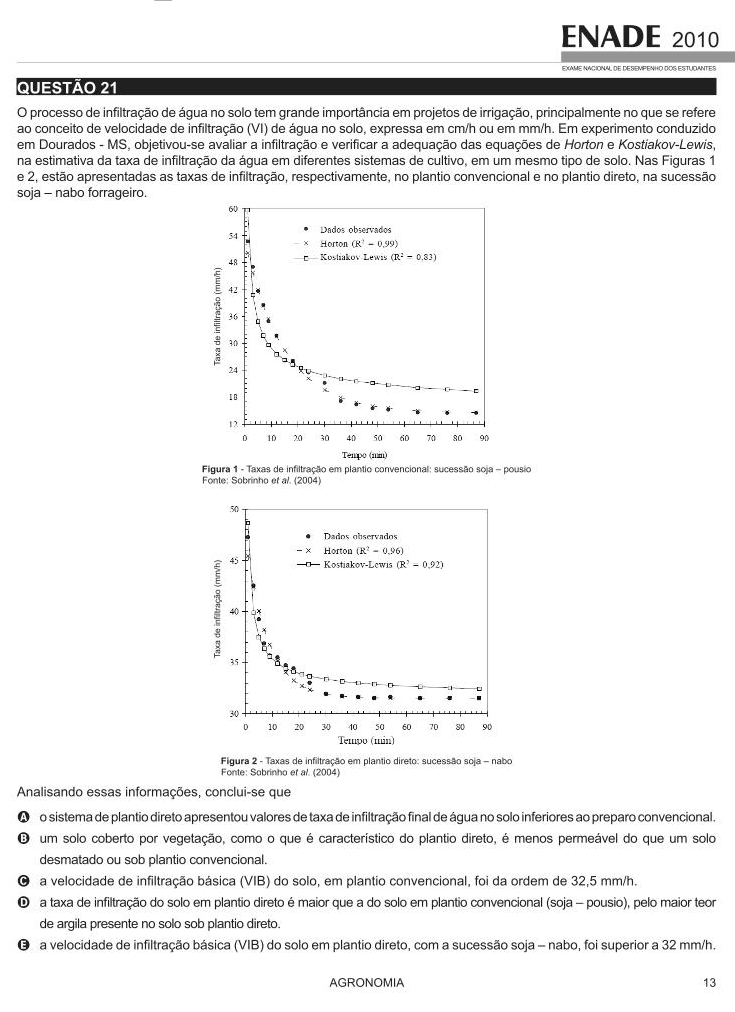 ENADE 2010
EXAME NACIONAL DE DESEMPENHO DOS ESTUDANTES
QUESTÃO 21
O processo de infiltração de água no solo tem grande importância em projetos de irrigação, principalmente no que se refere
ao conceito de velocidade de infiltração (VI) de água no solo, expressa em cm/h ou em mm/h. Em experimento conduzido
em Dourados - MS, objetivou-se avaliar a infiltração e verificar a adequação das equações de Horton e Kostiakov-Lewis,
na estimativa da taxa de infiltração da água em diferentes sistemas de cultivo, em um mesmo tipo de solo. Nas Figuras 1
e 2, estão apresentadas as taxas de infiltração, respectivamente, no plantio convencional e no plantio direto, na sucessão
soja – nabo forrageiro.
60
54
48
42
36
30
24
18
12
Taxa de infiltração (mm/h)
Dados observados
Horton (R² = 0,99)
Kostiakov-Lewis (R² = 0,83)
0 10 20 30 40 50 60 70 80 90
Tempo (min)
Figura 1 - Taxas de infiltração em plantio convencional: sucessão soja – pousio
Fonte: Sobrinho et al. (2004)
50
45
40
35
30
Taxa de infiltração (mm/h)
Dados observados
Horton (R² = 0,96)
Kostiakov-Lewis (R² = 0,92)
0 10 20 30 40 50 60 70 80 90
Tempo (min)
Figura 2 - Taxas de infiltração em plantio direto: sucessão soja – nabo
Fonte: Sobrinho et al. (2004)
Analisando essas informações, conclui-se que
A o sistema de plantio direto apresentou valores de taxa de infiltração final de água no solo inferiores ao preparo convencional.
B um solo coberto por vegetação, como o que é característico do plantio direto, é menos permeável do que um solo
desmatado ou sob plantio convencional.
C a velocidade de infiltração básica (VIB) do solo, em plantio convencional, foi da ordem de 32,5 mm/h.
D a taxa de infiltração do solo em plantio direto é maior que a do solo em plantio convencional (soja – pousio), pelo maior teor
de argila presente no solo sob plantio direto.
E a velocidade de infiltração básica (VIB) do solo em plantio direto, com a sucessão soja – nabo, foi superior a 32 mm/h.
AGRONOMIA
13